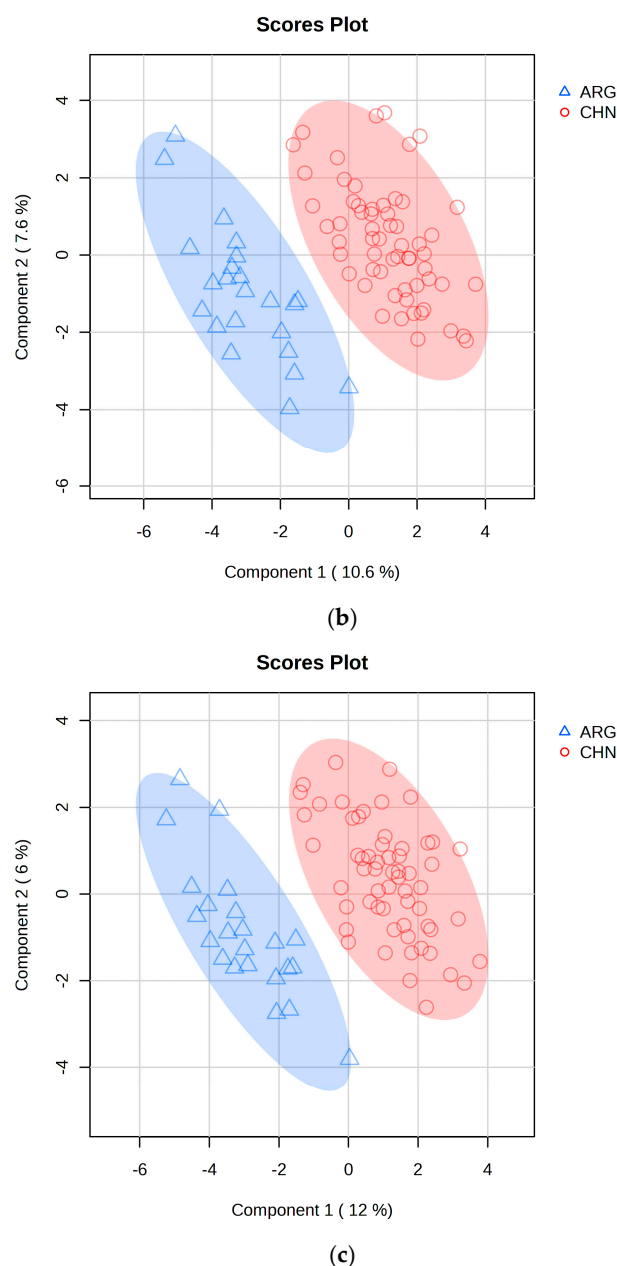 Scores Plot
ARG
CHN
4
2
0
-2
-4
-6
Component 2 ( 7.6 %)
-6 -4 -2 0 2 4
Component 1 ( 10.6 %)
(b)
Scores Plot
ARG
CHN
4
2
0
-2
-4
Component 2 ( 6 %)
-6 -4 -2 0 2 4
Component 1 ( 12 %)
(c)